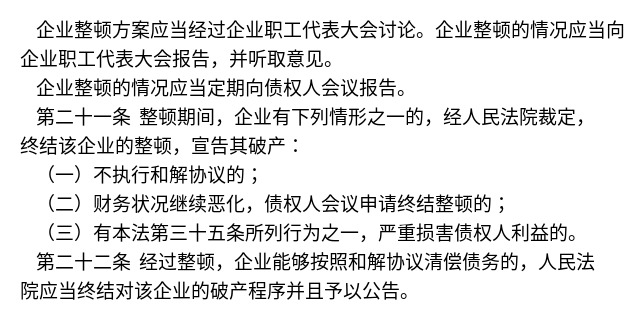 企业整顿方案应当经过企业职工代表大会讨论。企业整顿的情况应当向
企业职工代表大会报告，并听取意见。
企业整顿的情况应当定期向债权人会议报告。
第二十一条 整顿期间，企业有下列情形之一的，经人民法院裁定，
终结该企业的整顿，宣告其破产：
（一）不执行和解协议的；
（二）财务状况继续恶化，债权人会议申请终结整顿的；
（三）有本法第三十五条所列行为之一，严重损害债权人利益的。
第二十二条 经过整顿，企业能够按照和解协议清偿债务的，人民法
院应当终结对该企业的破产程序并且予以公告。